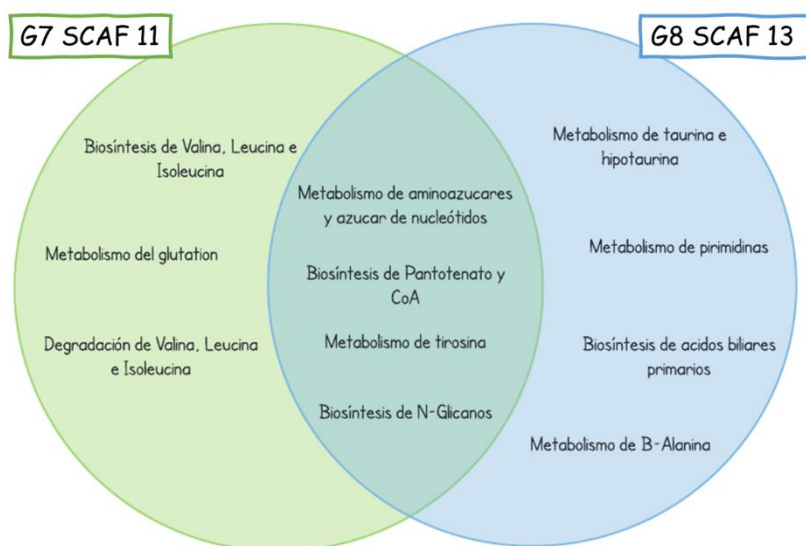 G7 SCAF 11
G8 SCAF 13
Biosíntesis de Valina, Leucina e
Isoleucina
Metabolismo del glutation
Degradación de Valina, Leucina
e Isoleucina
Metabolismo de aminoazucares
y azucar de nucleótidos
Biosíntesis de Pantotenato y
CoA
Metabolismo de tirosina
Biosíntesis de N-Glicanos
Metabolismo de taurina e
hipotaurina
Metabolismo de pirimidinas
Biosíntesis de acidos biliares
primarios
Metabolismo de B-Alanina